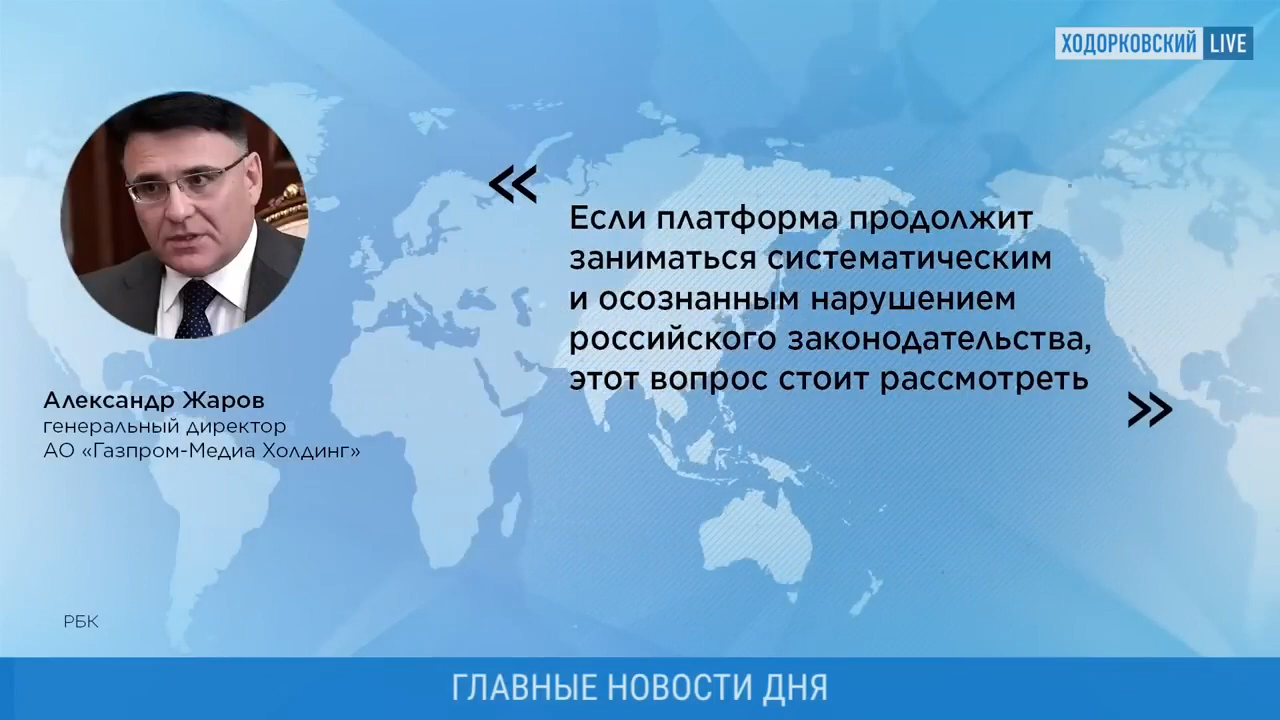 ХОДОРКОВСКИЙ LIVE
«
Если платформа продолжит
заниматься систематическим
и осознанным нарушением
российского законодательства,
этот вопрос стоит рассмотреть
»
Александр Жаров
генеральный директор
АО «Газпром-Медиа Холдинг»
РБК
ГЛАВНЫЕ НОВОСТИ ДНЯ